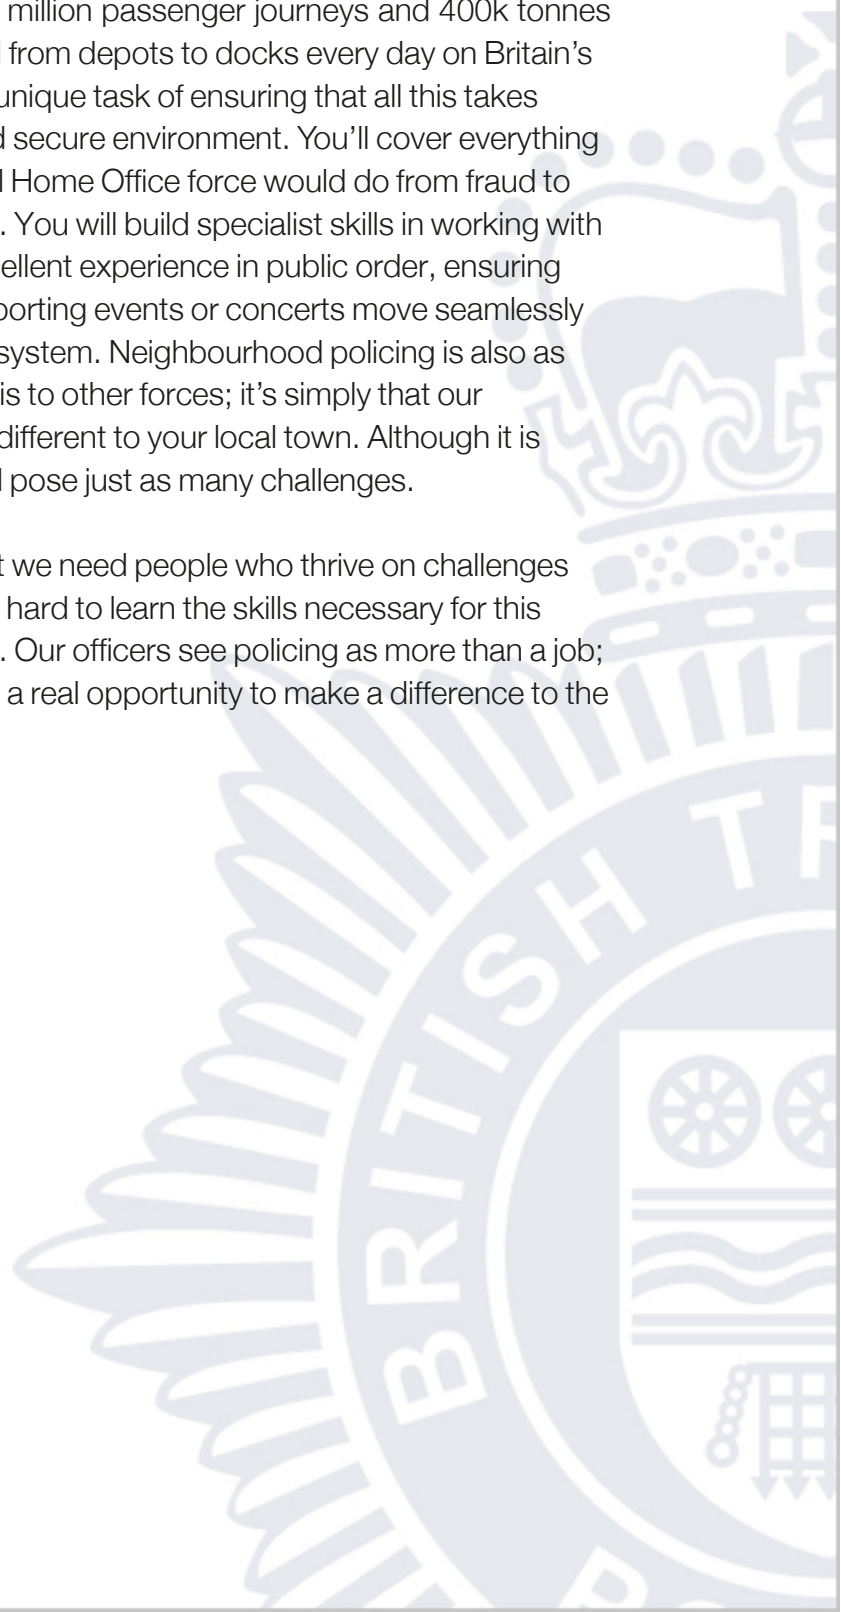 million passenger journeys and 400k tonnes
from depots to docks every day on Britain’s
unique task of ensuring that all this takes
secure environment. You’ll cover everything
Home Office force would do from fraud to
. You will build specialist skills in working with
ellent experience in public order, ensuring
porting events or concerts move seamlessly
system. Neighbourhood policing is also as
is to other forces; it’s simply that our
different to your local town. Although it is
pose just as many challenges.
t we need people who thrive on challenges
hard to learn the skills necessary for this
. Our officers see policing as more than a job;
a real opportunity to make a difference to the
BRITISH TR